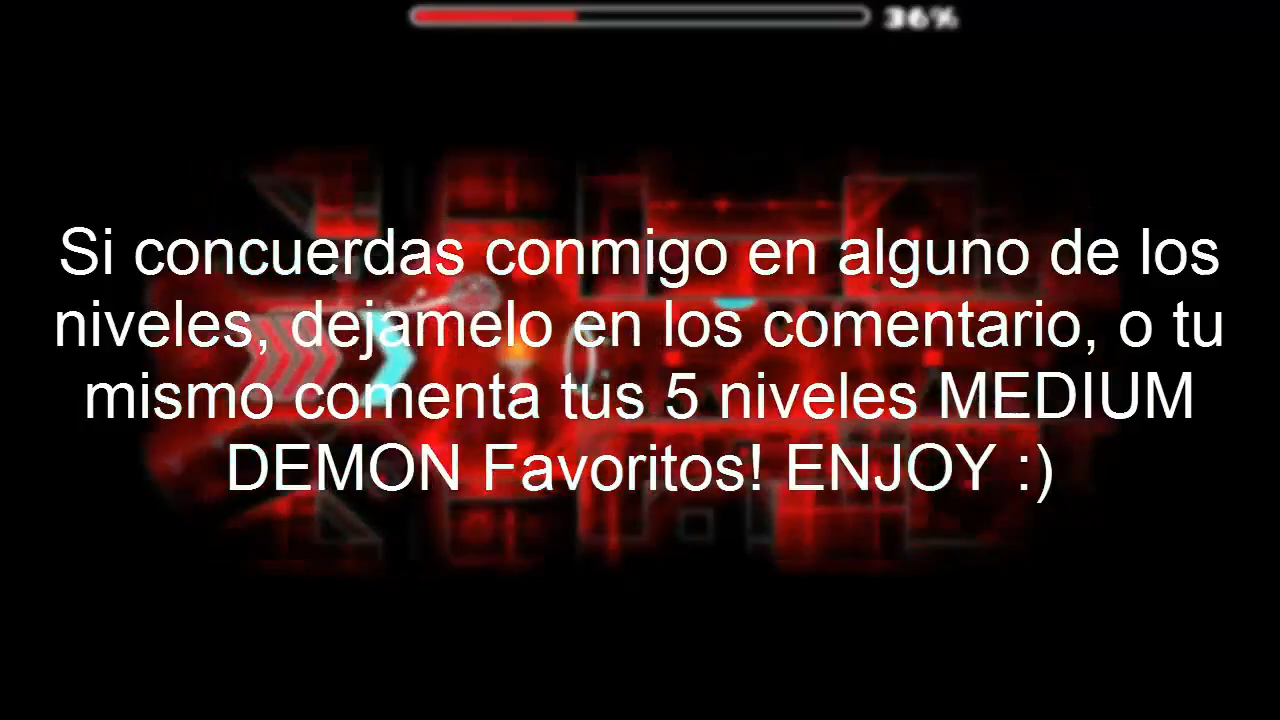 36%
Si concuerdas conmigo en alguno de los
niveles, dejamelo en los comentario, o tu
mismo comenta tus 5 niveles MEDIUM
DEMON Favoritos! ENJOY :)